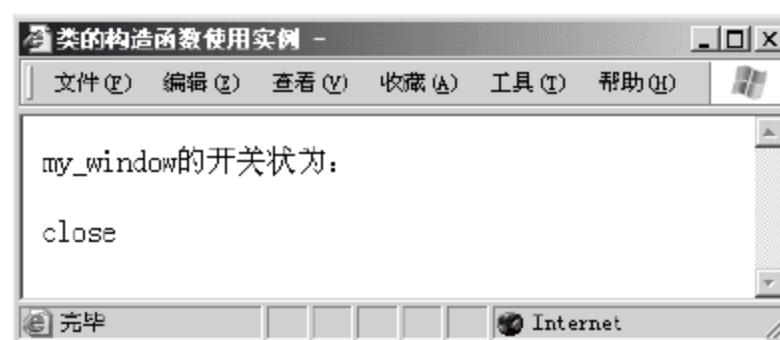 类的构造函数使用实例 -
文件(F) 编辑(E) 查看(V) 收藏(A) 工具(T) 帮助(H)
my_window的开关状为:
close
完毕 Internet